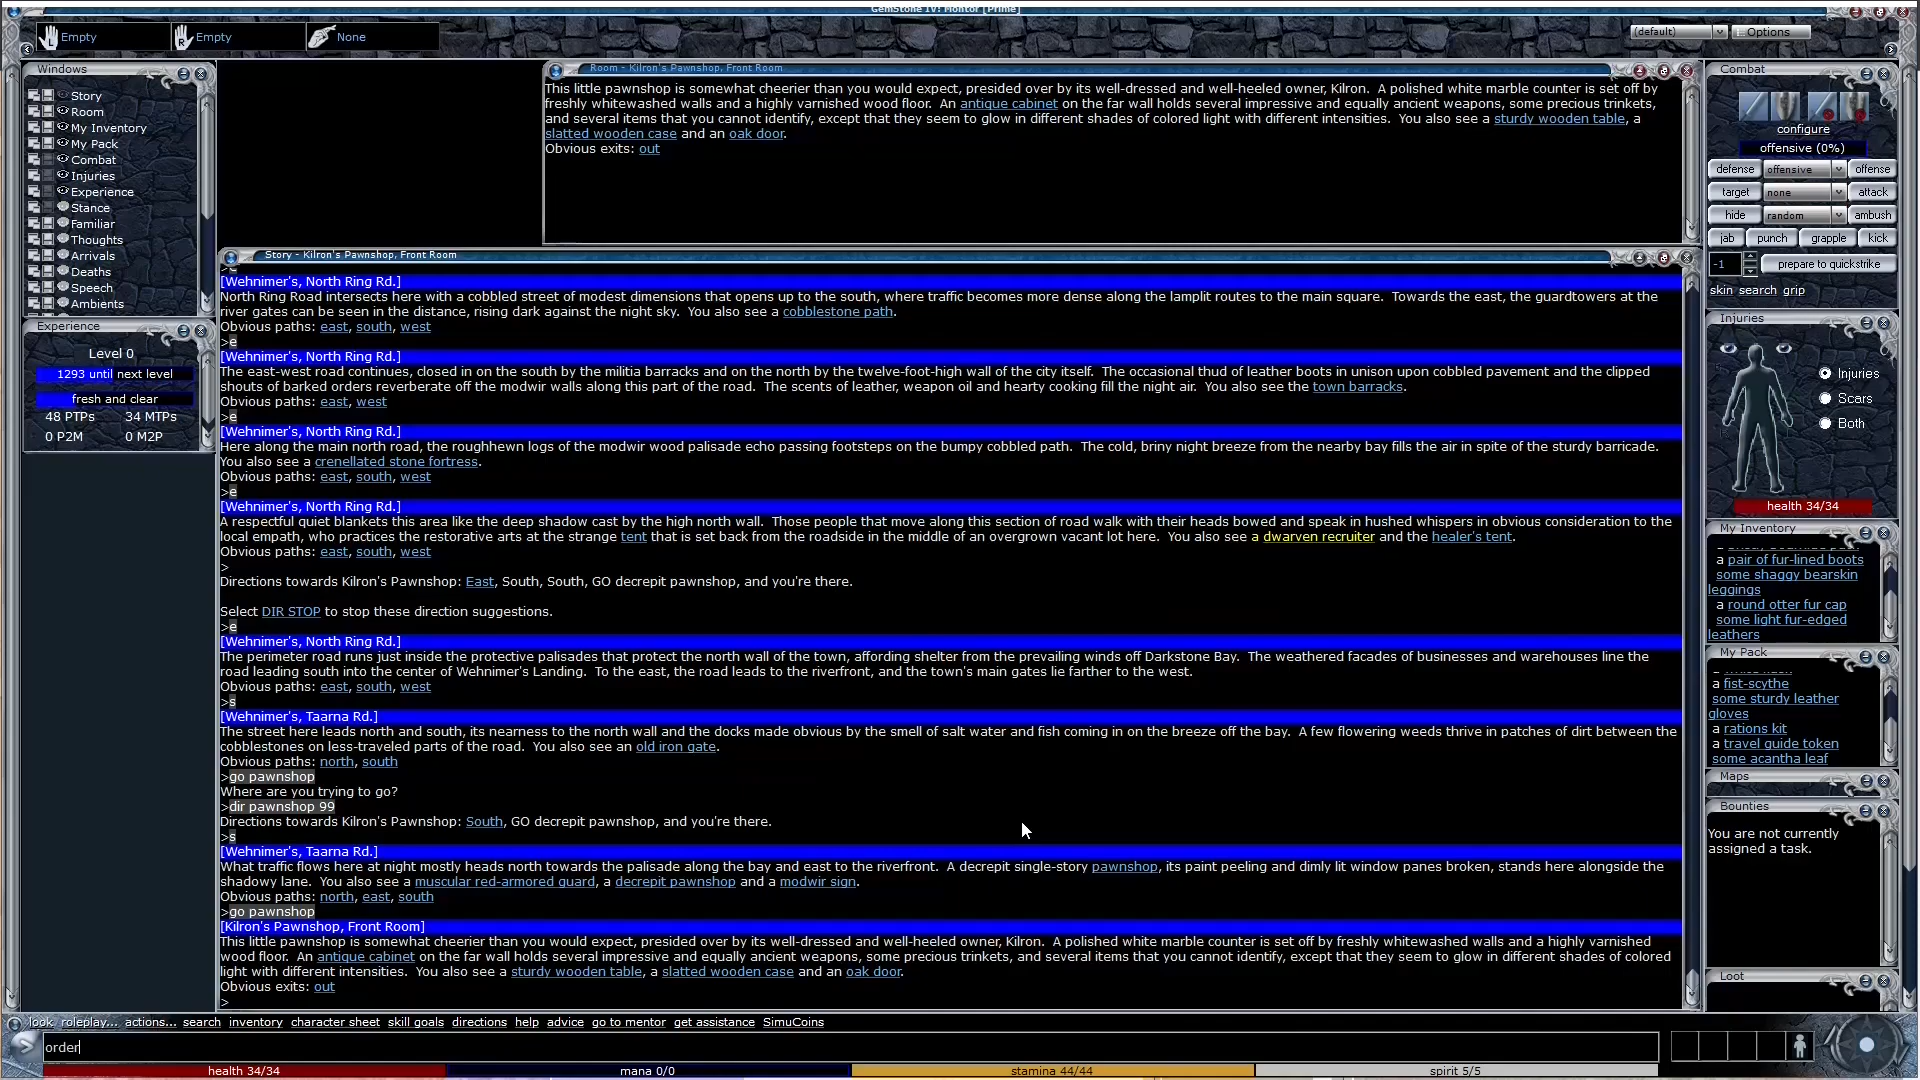 GemStone IV: Montor [Prime]
Empty
Empty
None
(default)
Options
Windows
Story
Room
My Inventory
My Pack
Combat
Injuries
Experience
Stance
Familiar
Thoughts
Arrivals
Deaths
Speech
Ambients
Experience
Level 0
1293 until next level
fresh and clear
48 PTPs 34 MTPs
0 P2M 0 M2P
Room - Kilron's Pawnshop, Front Room
This little pawnshop is somewhat cheerier than you would expect, presided over by its well-dressed and well-heeled owner, Kilron. A polished white marble counter is set off by
freshly whitewashed walls and a highly varnished wood floor. An antique cabinet on the far wall holds several impressive and equally ancient weapons, some precious trinkets,
and several items that you cannot identify, except that they seem to glow in different shades of colored light with different intensities. You also see a sturdy wooden table, a
slatted wooden case and an oak door.
Obvious exits: out
Story - Kilron's Pawnshop, Front Room
>e
[Wehnimer's, North Ring Rd.]
North Ring Road intersects here with a cobbled street of modest dimensions that opens up to the south, where traffic becomes more dense along the lamplit routes to the main square. Towards the east, the guardtowers at the
river gates can be seen in the distance, rising dark against the night sky. You also see a cobblestone path.
Obvious paths: east, south, west
>e
[Wehnimer's, North Ring Rd.]
The east-west road continues, closed in on the south by the militia barracks and on the north by the twelve-foot-high wall of the city itself. The occasional thud of leather boots in unison upon cobbled pavement and the clipped
shouts of barked orders reverberate off the modwir walls along this part of the road. The scents of leather, weapon oil and hearty cooking fill the night air. You also see the town barracks.
Obvious paths: east, west
>e
[Wehnimer's, North Ring Rd.]
Here along the main north road, the roughhewn logs of the modwir wood palisade echo passing footsteps on the bumpy cobbled path. The cold, briny night breeze from the nearby bay fills the air in spite of the sturdy barricade.
You also see a crenellated stone fortress.
Obvious paths: east, south, west
>e
[Wehnimer's, North Ring Rd.]
A respectful quiet blankets this area like the deep shadow cast by the high north wall. Those people that move along this section of road walk with their heads bowed and speak in hushed whispers in obvious consideration to the
local empath, who practices the restorative arts at the strange tent that is set back from the roadside in the middle of an overgrown vacant lot here. You also see a dwarven recruiter and the healer's tent.
Obvious paths: east, south, west
>
Directions towards Kilron's Pawnshop: East, South, South, GO decrepit pawnshop, and you're there.
Select DIR STOP to stop these direction suggestions.
>e
[Wehnimer's, North Ring Rd.]
The perimeter road runs just inside the protective palisades that protect the north wall of the town, affording shelter from the prevailing winds off Darkstone Bay. The weathered facades of businesses and warehouses line the
road leading south into the center of Wehnimer's Landing. To the east, the road leads to the riverfront, and the town's main gates lie farther to the west.
Obvious paths: east, south, west
>s
[Wehnimer's, Taarna Rd.]
The street here leads north and south, its nearness to the north wall and the docks made obvious by the smell of salt water and fish coming in on the breeze off the bay. A few flowering weeds thrive in patches of dirt between the
cobblestones on less-traveled parts of the road. You also see an old iron gate.
Obvious paths: north, south
>go pawnshop
Where are you trying to go?
>dir pawnshop 99
Directions towards Kilron's Pawnshop: South, GO decrepit pawnshop, and you're there.
>s
[Wehnimer's, Taarna Rd.]
What traffic flows here at night mostly heads north towards the palisade along the bay and east to the riverfront. A decrepit single-story pawnshop, its paint peeling and dimly lit window panes broken, stands here alongside the
shadowy lane. You also see a muscular red-armored guard, a decrepit pawnshop and a modwir sign.
Obvious paths: north, east, south
>go pawnshop
[Kilron's Pawnshop, Front Room]
This little pawnshop is somewhat cheerier than you would expect, presided over by its well-dressed and well-heeled owner, Kilron. A polished white marble counter is set off by freshly whitewashed walls and a highly varnished
wood floor. An antique cabinet on the far wall holds several impressive and equally ancient weapons, some precious trinkets, and several items that you cannot identify, except that they seem to glow in different shades of colored
light with different intensities. You also see a sturdy wooden table, a slatted wooden case and an oak door.
Obvious exits: out
>
Combat
configure
offensive (0%)
defense offensive offense
target none attack
hide random ambush
jab punch grapple kick
-1 prepare to quickstrike
skin search grip
Injuries
Injuries
Scars
Both
health 34/34
My Inventory
a pair of fur-lined boots
some shaggy bearskin
leggings
a round otter fur cap
some light fur-edged
leathers
My Pack
a fist-scythe
some sturdy leather
gloves
a rations kit
a travel guide token
some acantha leaf
Maps
Bounties
You are not currently
assigned a task.
Loot
look roleplay... actions... search inventory character sheet skill goals directions help advice go to mentor get assistance SimuCoins
order
health 34/34 mana 0/0 stamina 44/44 spirit 5/5